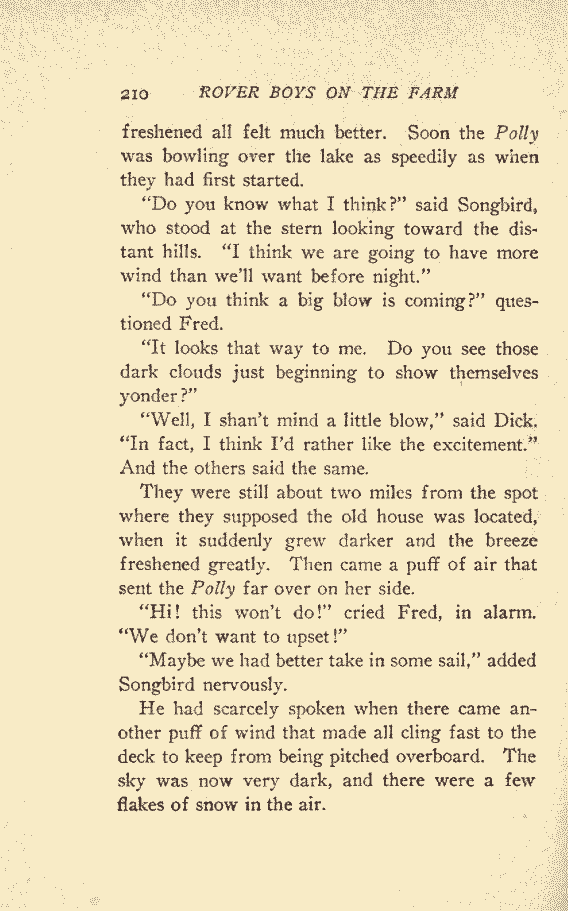 210 ROVER BOYS ON THE FARM
freshened all felt much better. Soon the Polly
was bowling over the lake as speedily as when
they had first started.
“Do you know what I think?” said Songbird,
who stood at the stern looking toward the dis-
tant hills. “I think we are going to have more
wind than we’ll want before night.”
“Do you think a big blow is coming?” ques-
tioned Fred.
“It looks that way to me. Do you see those
dark clouds just beginning to show themselves
yonder?”
“Well, I shan’t mind a little blow,” said Dick.
“In fact, I think I’d rather like the excitement.”
And the others said the same.
They were still about two miles from the spot
where they supposed the old house was located,
when it suddenly grew darker and the breeze
freshened greatly. Then came a puff of air that
sent the Polly far over on her side.
“Hi! this won’t do!” cried Fred, in alarm.
“We don’t want to upset!”
“Maybe we had better take in some sail,” added
Songbird nervously.
He had scarcely spoken when there came an-
other puff of wind that made all cling fast to the
deck to keep from being pitched overboard. The
sky was now very dark, and there were a few
flakes of snow in the air.